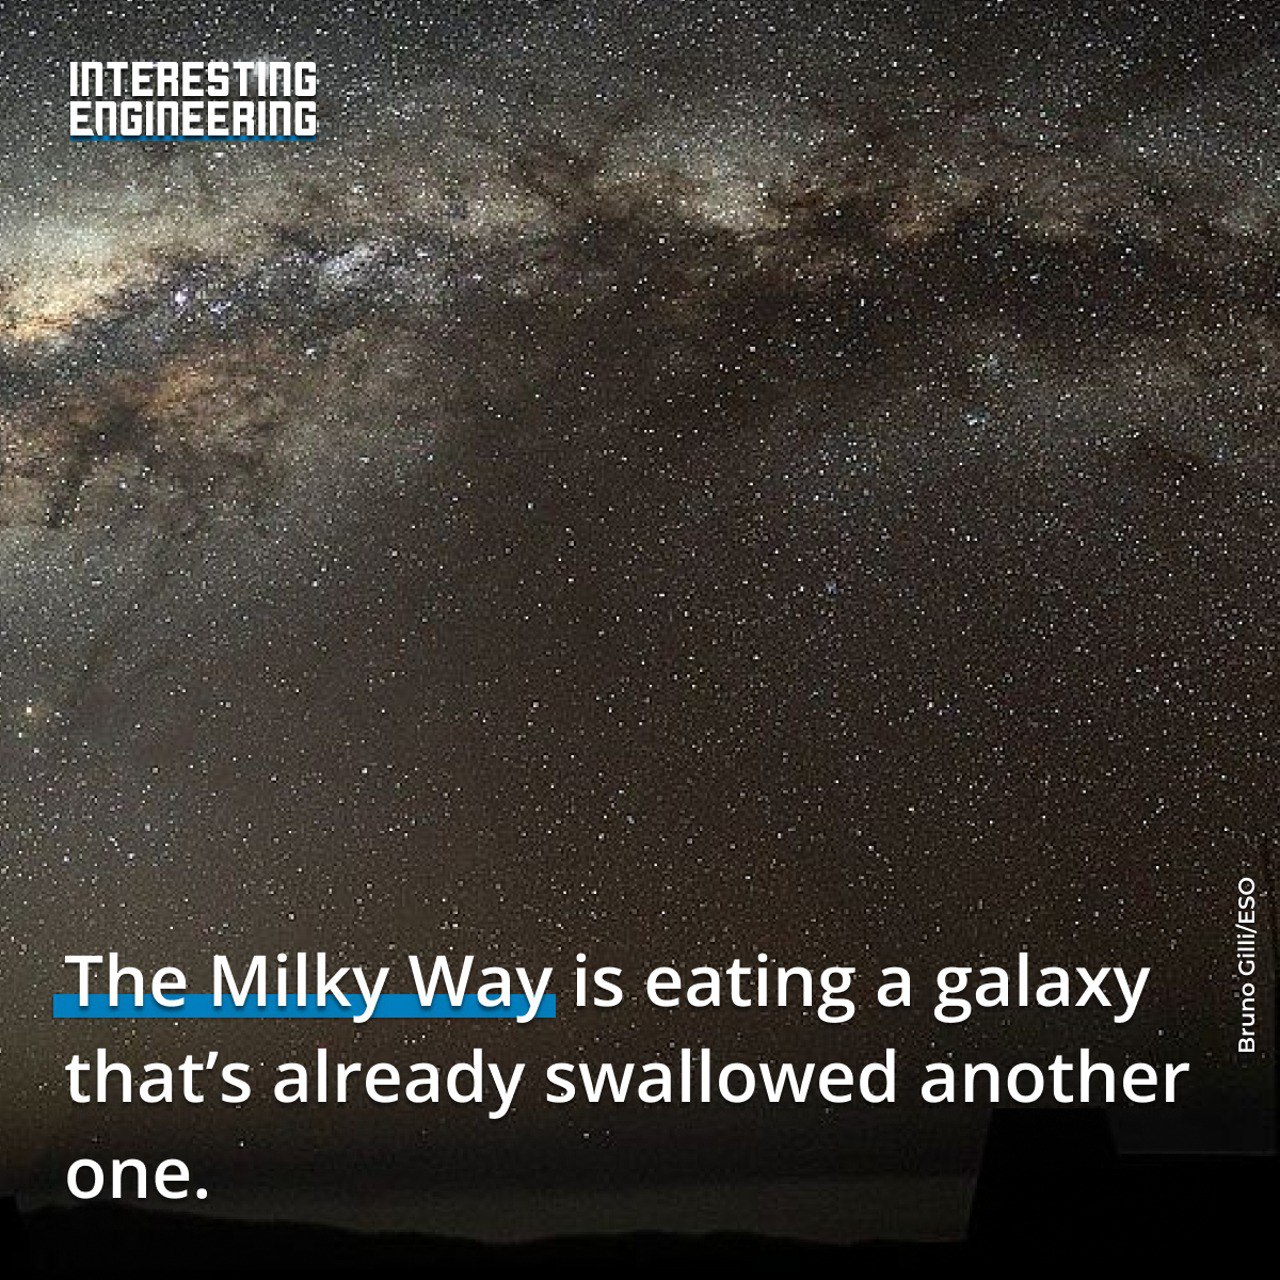 INTERESTING
ENGINEERING
Bruno Gilli/ESO
The Milky Way is eating a galaxy
that’s already swallowed another
one.